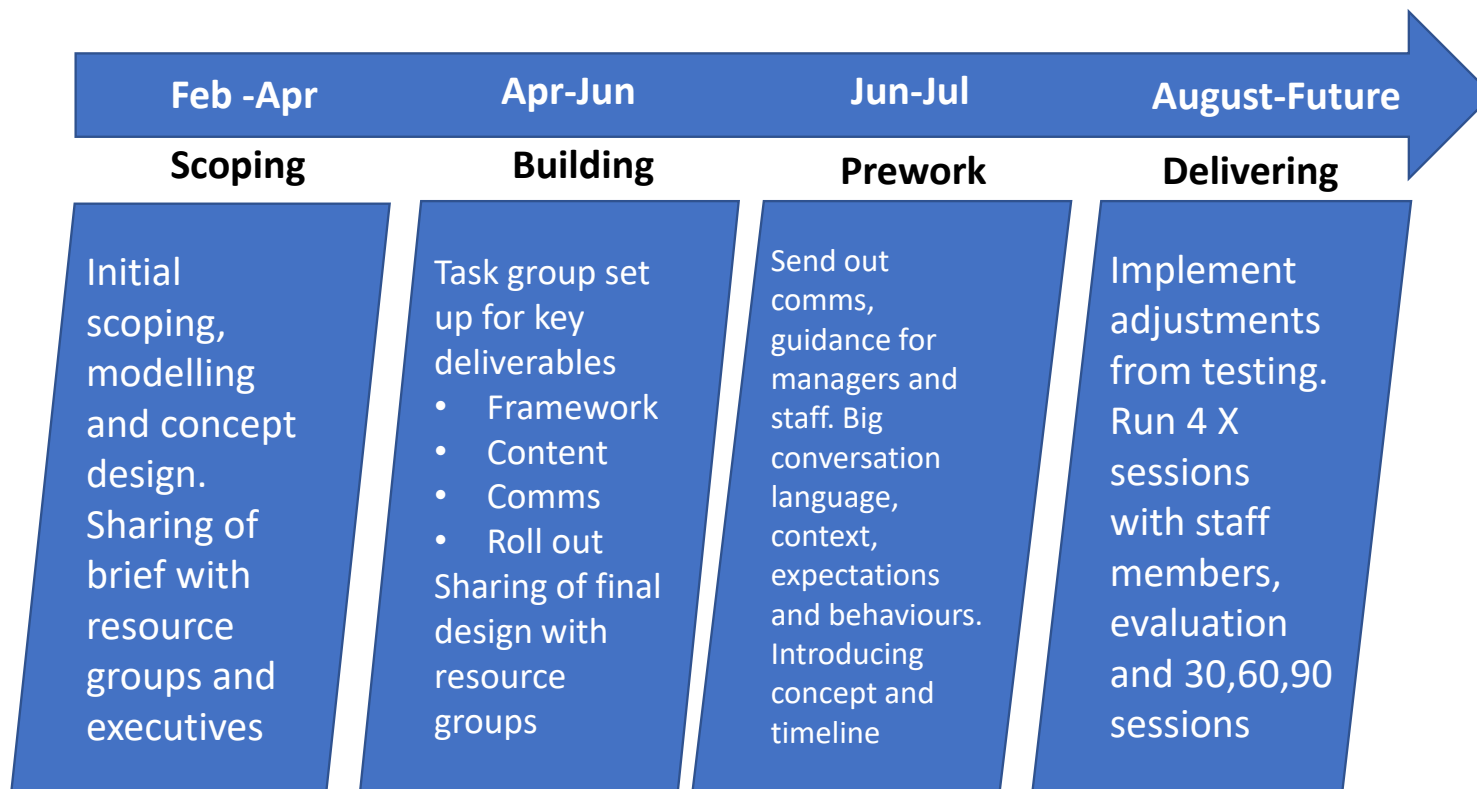 Feb -Apr
Apr-Jun
Jun-Jul
August-Future
Scoping
Building
Prework
Delivering
Initial
scoping,
modelling
and concept
design.
Sharing of
brief with
resource
groups and
executives
Task group set
up for key
deliverables
• Framework
• Content
• Comms
• Roll out
Sharing of final
design with
resource
groups
Send out
comms,
guidance for
managers and
staff. Big
conversation
language,
context,
expectations
and behaviours.
Introducing
concept and
timeline
Implement
adjustments
from testing.
Run 4 X
sessions
with staff
members,
evaluation
and 30,60,90
sessions